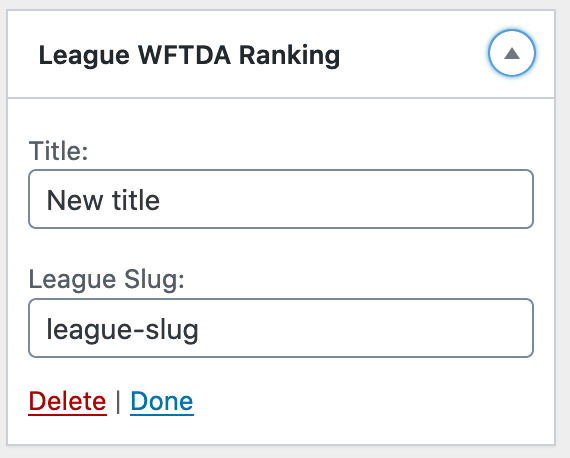 League WFTDA Ranking
Title:
New title
League Slug:
league-slug
Delete | Done